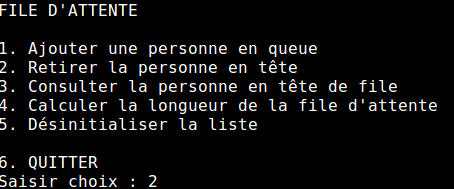 FILE D'ATTENTE
1. Ajouter une personne en queue
2. Retirer la personne en tête
3. Consulter la personne en tête de file
4. Calculer la longueur de la file d'attente
5. Désinitialiser la liste
6. QUITTER
Saisir choix : 2